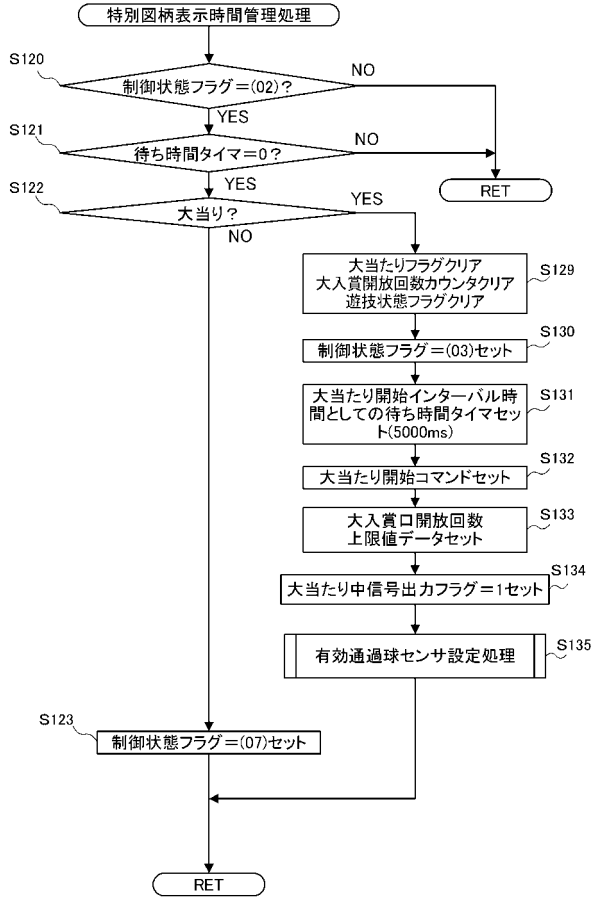 特別図柄表示時間管理処理
S120
制御状態フラグ=(02)?
NO
YES
S121
待ち時間タイマ=0?
NO
YES
RET
S122
大当り?
YES
NO
大当たりフラグクリア
大入賞開放回数カウンタクリア
遊技状態フラグクリア
S129
制御状態フラグ=(03)セット
S130
大当たり開始インターバル時
間としての待ち時間タイマセッ
ト(5000ms)
S131
大当たり開始コマンドセット
S132
大入賞口開放回数
上限値データセット
S133
大当たり中信号出力フラグ=1セット
S134
有効通過球センサ設定処理
S135
S123
制御状態フラグ=(07)セット
RET